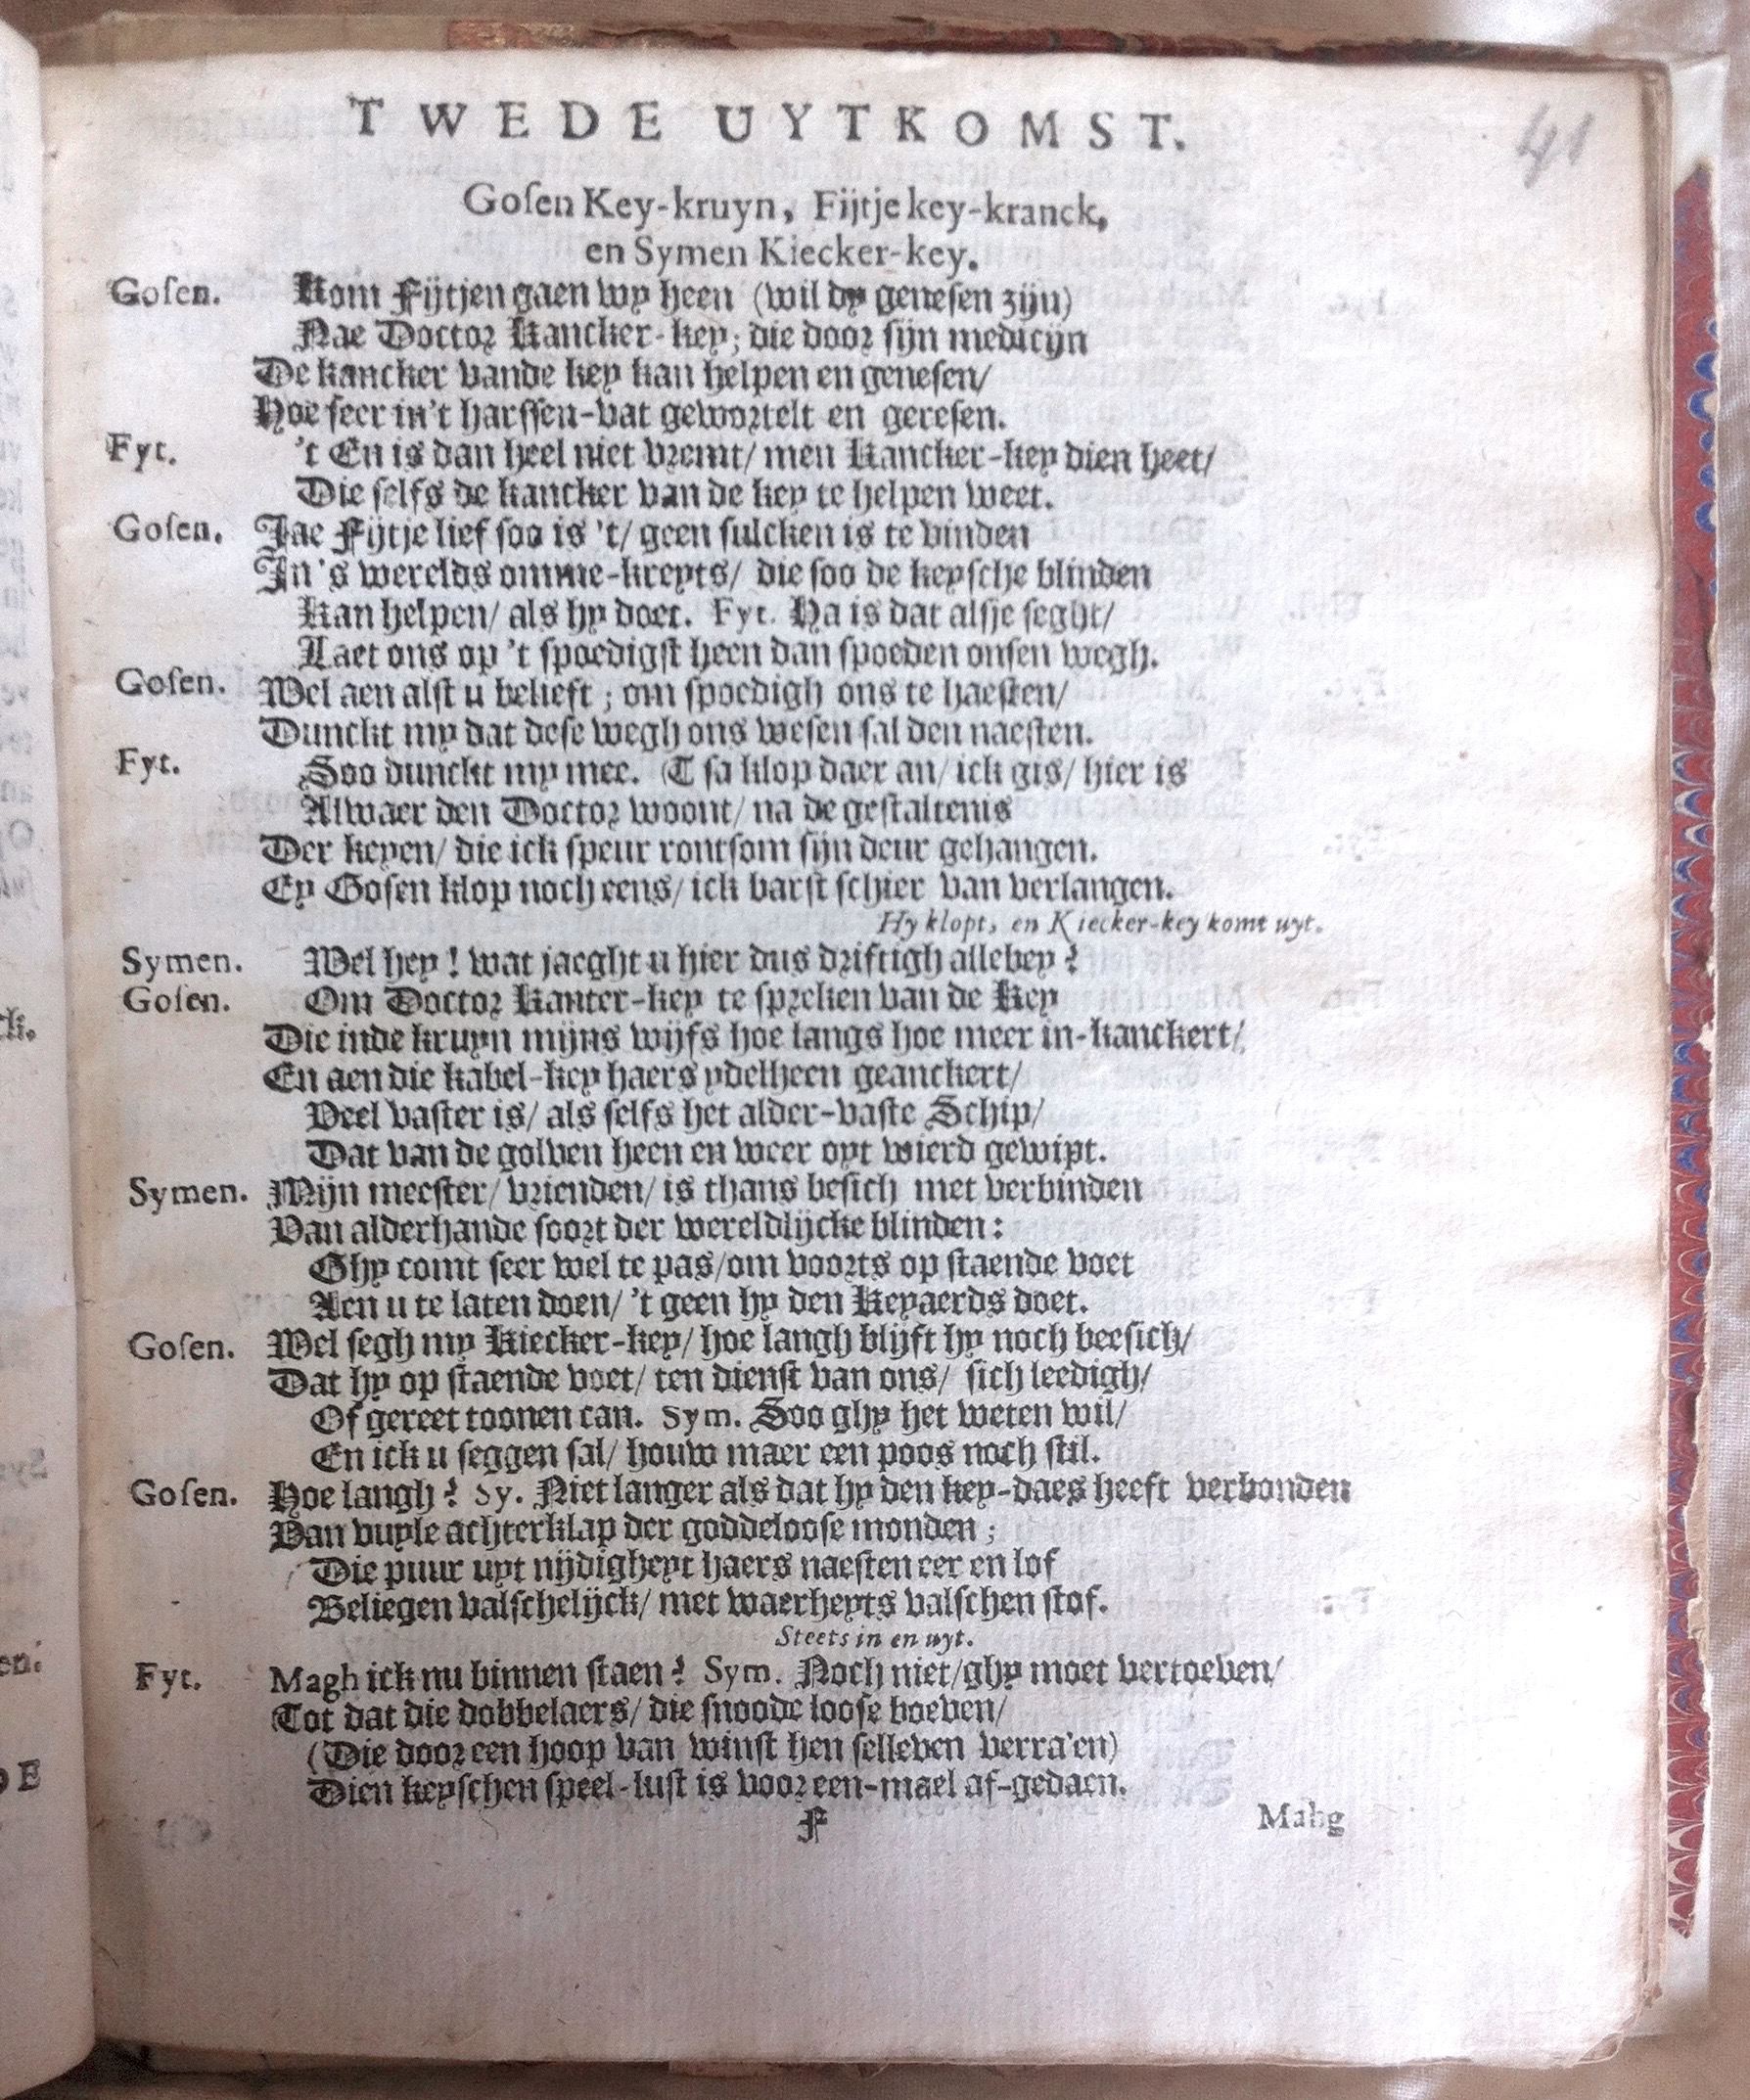 41
TWEDE UYTKOMST.
Goſen Key-kruyn, Fijtje key-kranck,
en Symen Kiecker-key.
Goſen. Kom Fijtjen gaen wy heen (wil dy geneſen zijn)
Nae Doctor Kancker-key; die door ſijn medicijn
De kancker vande key kan helpen en geneſen/
Hoe ſeer in't harſſen-vat gewortelt en gereſen.
Fyt. 't En is dan heel niet vremt/ men Kancker-key dien heet/
Die ſelfs de kancker van de key te helpen weet.
Goſen. Jae Fijtje lief ſoo is 't/ geen ſulcken is te vinden
In 's werelds omme-kreyts/ die ſoo de keyſche blinden
Kan helpen/ als hy doet. Fyt. Ha is dat alſje ſeght/
Laet ons op 't ſpoedigſt heen dan ſpoeden onſen wegh.
Goſen. Wel aen alſt u belieft; om ſpoedigh ons te haeſten/
Dunckt my dat deſe wegh ons weſen ſal den naeſten.
Fyt. Soo dunckt my mee. T ſa klop daer an/ ick gis/ hier is
Alwaer den Doctor woont/ na de geſtaltenis
Der keyen/ die ick ſpeur rontſom ſijn deur gehangen.
Ey Goſen klop noch eens/ ick barſt ſchier van verlangen.
Hy klopt, en Kiecker-key komt uyt.
Symen. Wel hey! wat jaeght u hier dus driftigh allebey?
Goſen. Om Doctor Kanter-key te ſpreken van de Key
Die inde kruyn mijns wijfs hoe langs hoe meer in-kanckert/
En aen die kabel-key haers ydelheen geanckert/
Veel vaſter is/ als ſelfs het alder-vaſte Schip/
Dat van de golven heen en weer oyt wierd gewipt.
Symen. Mijn meeſter/ vrienden/ is thans beſich met verbinden
Van alderhande ſoort der wereldlijcke blinden:
Ghy comt ſeer wel te pas/ om voorts op ſtaende voet
Aen u te laten doen/ 't geen hy den Keyaerds doet.
Goſen. Wel ſegh my Kiecker-key/ hoe langh blijft hy noch beeſich/
Dat hy op ſtaende voet/ ten dienſt van ons/ ſich leedigh/
Of gereet toonen can. Sym. Soo ghy het weten wil/
En ick u ſeggen ſal/ houw maer een poos noch ſtil.
Goſen. Hoe langh? Sy. Niet langer als dat hy den key-daes heeft verbonden
Van vuyle achterklap der goddelooſe monden;
Die puur uyt nijdigheyt haers naeſten eer en lof
Beliegen valſchelijck/ met waerheyts valſchen ſtof.
Steets in en uyt.
Fyt. Magh ick nu binnen ſtaen? Sym. Noch niet/ ghy moet vertoeven/
Tot dat die dobbelaers/ die ſnoode looſe boeven/
(Die door een hoop van winſt hen ſelleven verra'en)
Dien keyſchen ſpeel-luſt is voor een-mael af-gedaen.
F Mahg